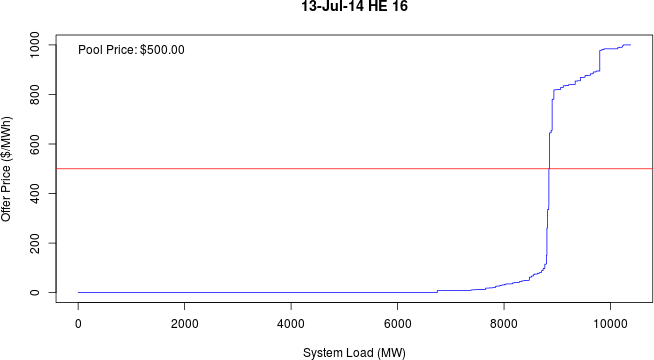 13-Jul-14 HE 16
Pool Price: $500.00
Offer Price ($/MWh)
1000
800
600
400
200
0
0 2000 4000 6000 8000 10000
System Load (MW)